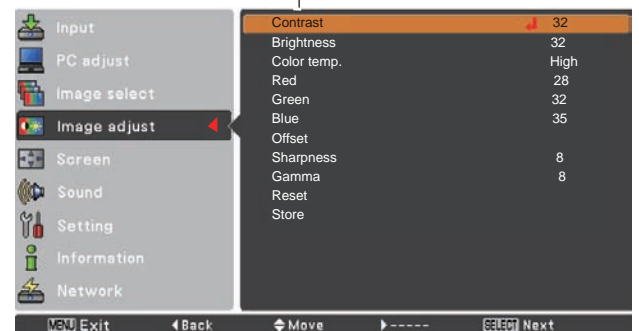 Input
PC adjust
Image select
Image adjust
Screen
Sound
Setting
Information
Network
Contrast 32
Brightness 32
Color temp. High
Red 28
Green 32
Blue 35
Offset
Sharpness 8
Gamma 8
Reset
Store
MENU Exit Back Move ----- SELECT Next